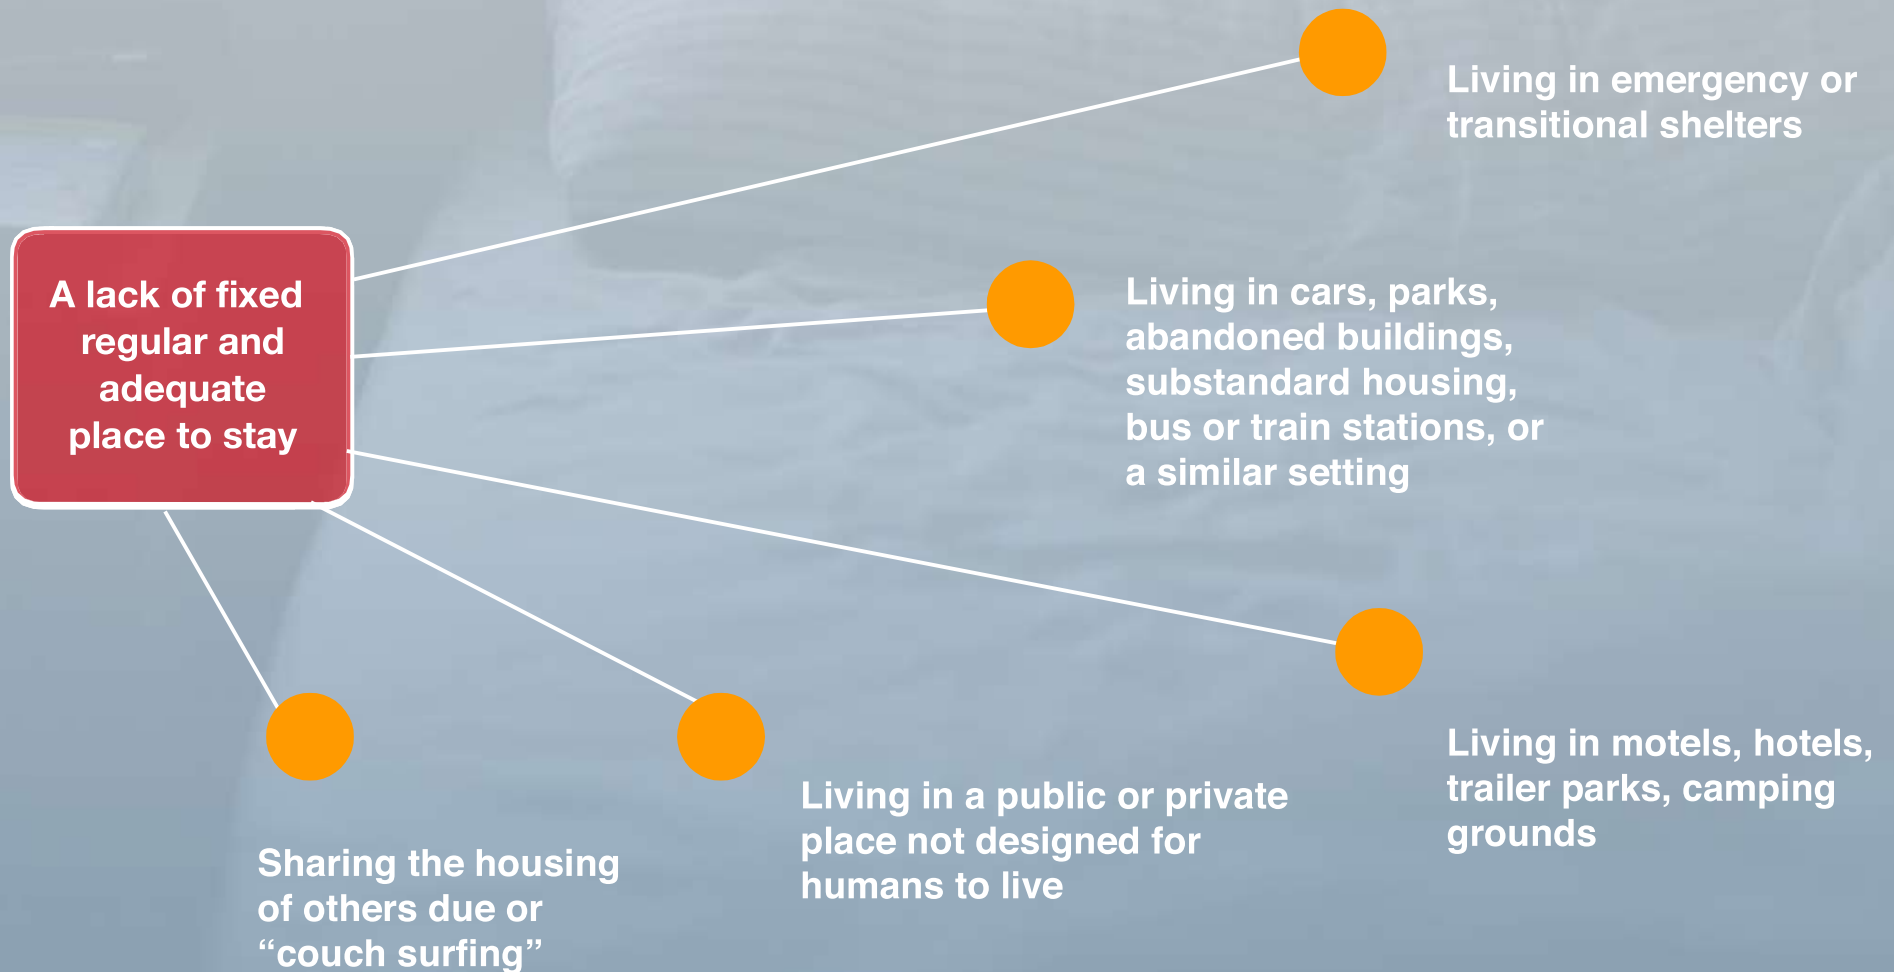 Living in emergency or
transitional shelters
A lack of fixed
regular and
adequate
place to stay
Living in cars, parks,
abandoned buildings,
substandard housing,
bus or train stations, or
a similar setting
Living in motels, hotels,
trailer parks, camping
grounds
Living in a public or private
place not designed for
humans to live
Sharing the housing
of others due or
“couch surfing”